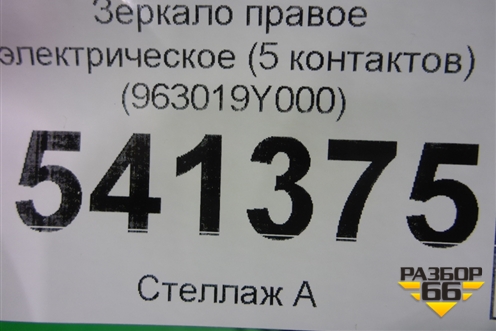 Зеркало правое
электрическое (5 контактов)
(963019Y000)
541375
Стеллаж А
РАЗБОР
66